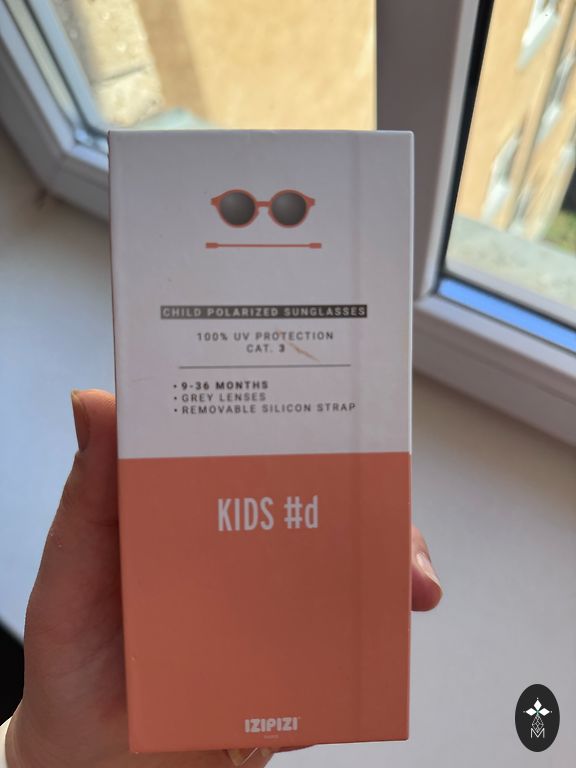 CHILD POLARIZED SUNGLASSES
100% UV PROTECTION
CAT. 3
• 9-36 MONTHS
• GREY LENSES
• REMOVABLE SILICON STRAP
KIDS #d
IZIPIZI